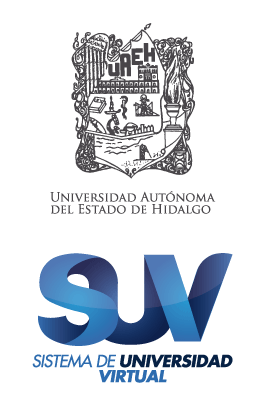 UAEH
UNIVERSIDAD AUTÓNOMA
DEL ESTADO DE HIDALGO
SUV
SISTEMA DE UNIVERSIDAD
VIRTUAL